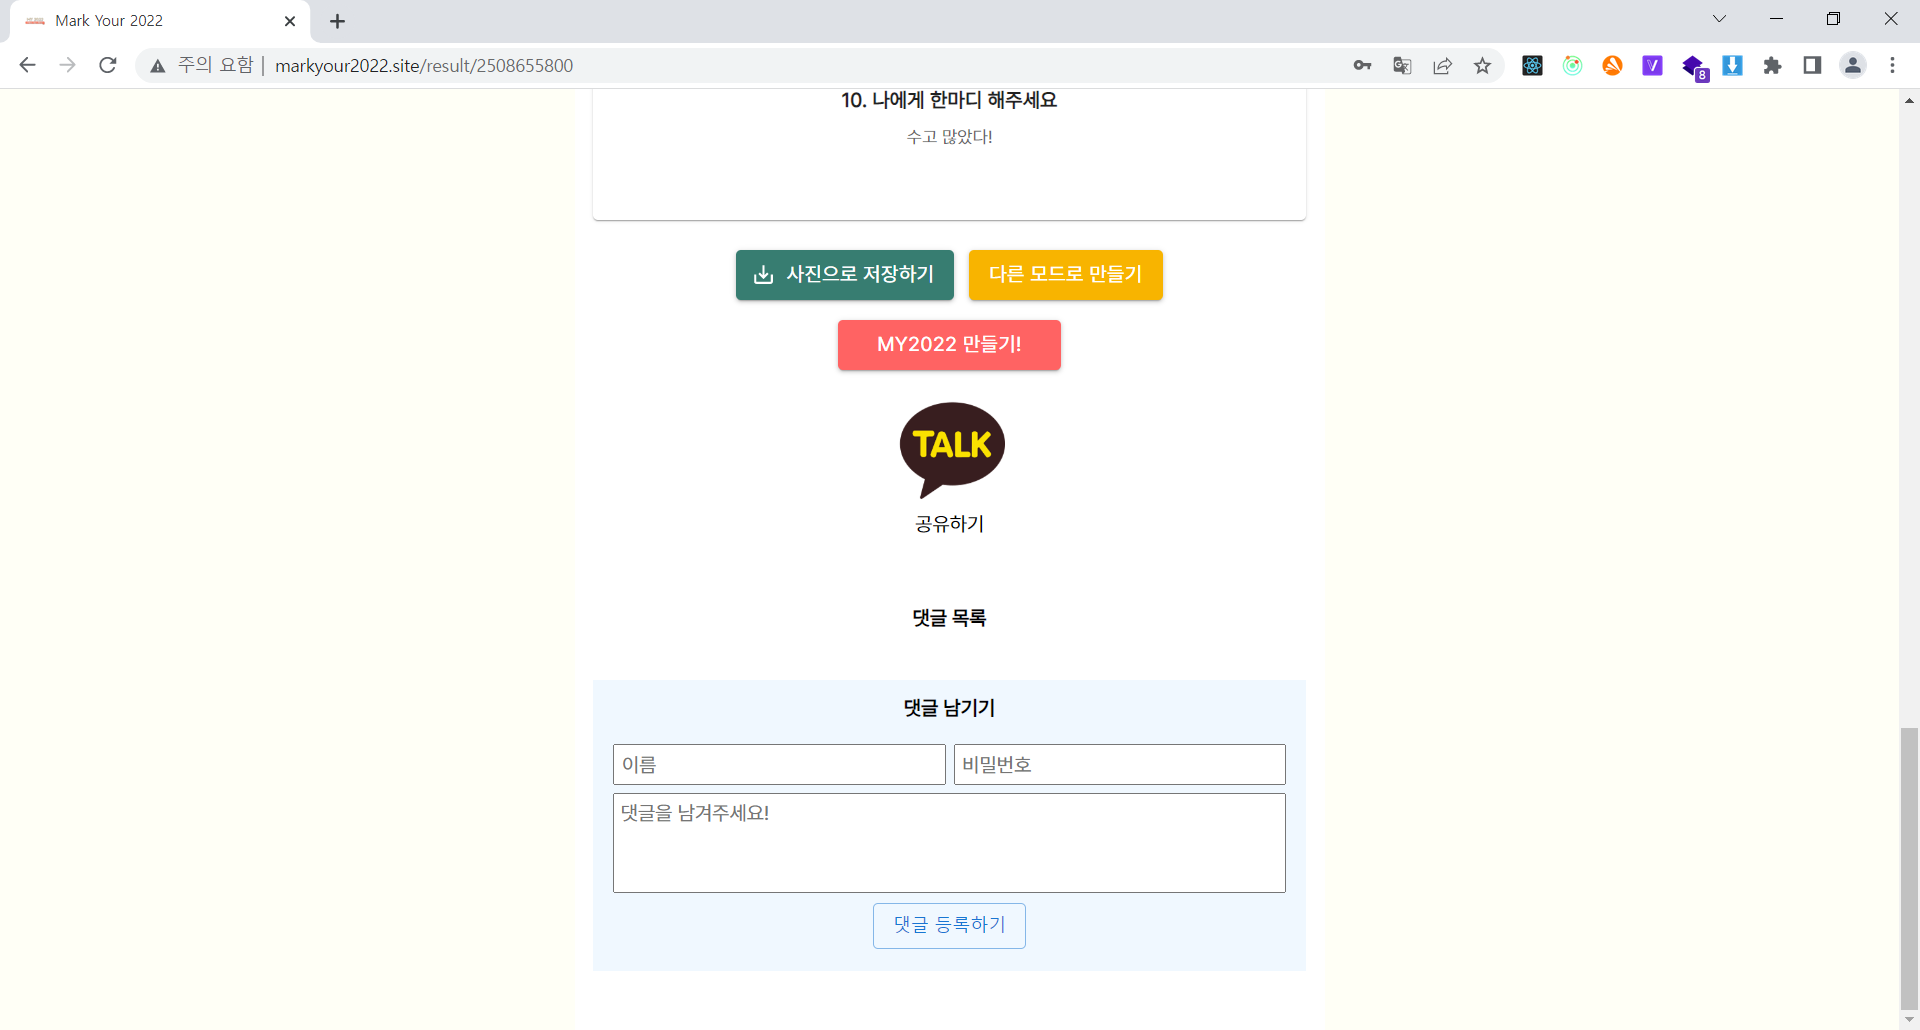 Mark Your 2022
주의 요함 | markyour2022.site/result/2508655800
8
10. 나에게 한마디 해주세요
수고 많았다!
사진으로 저장하기
다른 모드로 만들기
MY2022 만들기!
TALK
공유하기
댓글 목록
댓글 남기기
이름
비밀번호
댓글을 남겨주세요!
댓글 등록하기